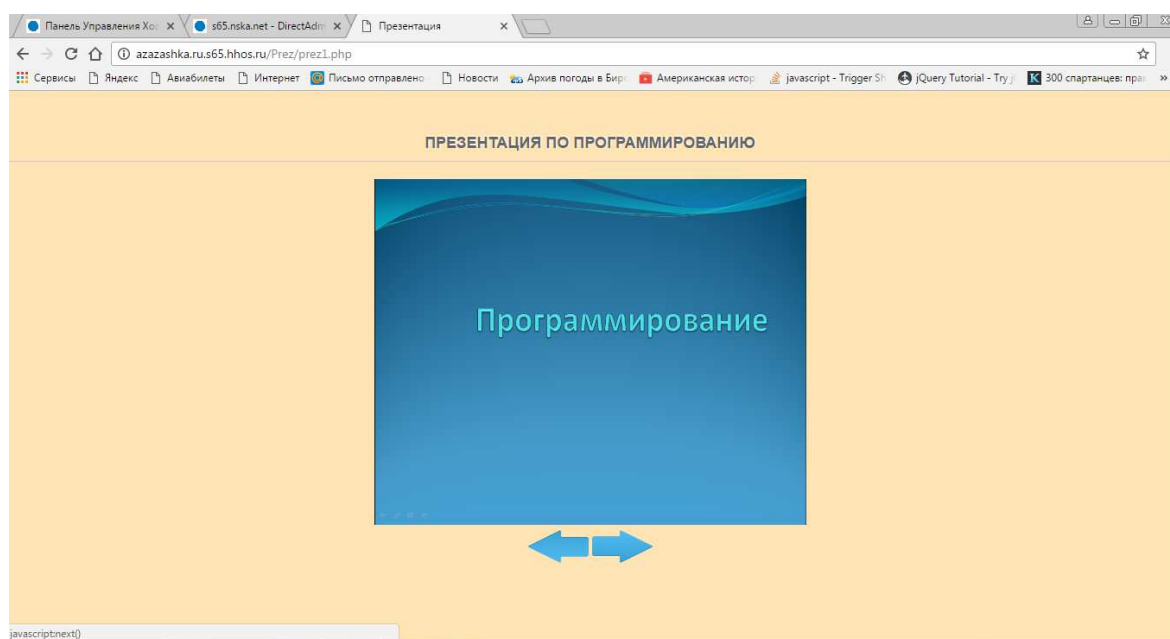 Панель Управления Хос
s65.nska.net - DirectAdm
Презентация
azazashka.ru.s65.hhos.ru/Prez/prez1.php
Сервисы Яндекс Авиабилеты Интернет Письмо отправлено Новости Архив погоды в Бир Американская истор javascript - Trigger Sh jQuery Tutorial - Try j 300 спартанцев: прав »
ПРЕЗЕНТАЦИЯ ПО ПРОГРАММИРОВАНИЮ
Программирование
javascript:next()